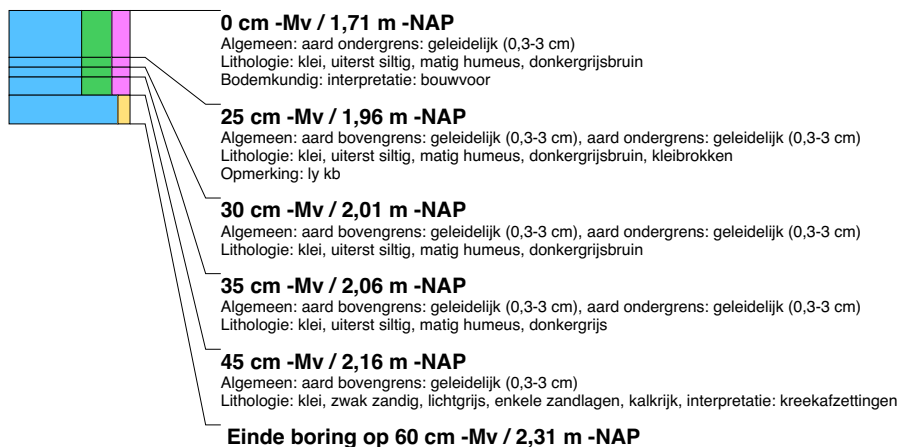 0 cm -Mv / 1,71 m -NAP
Algemeen: aard ondergrens: geleidelijk (0,3-3 cm)
Lithologie: klei, uiterst siltig, matig humeus, donkergrijsbruin
Bodemkundig: interpretatie: bouwvoor
25 cm -Mv / 1,96 m -NAP
Algemeen: aard bovengrens: geleidelijk (0,3-3 cm), aard ondergrens: geleidelijk (0,3-3 cm)
Lithologie: klei, uiterst siltig, matig humeus, donkergrijsbruin, kleibrokken
Opmerking: ly kb
30 cm -Mv / 2,01 m -NAP
Algemeen: aard bovengrens: geleidelijk (0,3-3 cm), aard ondergrens: geleidelijk (0,3-3 cm)
Lithologie: klei, uiterst siltig, matig humeus, donkergrijsbruin
35 cm -Mv / 2,06 m -NAP
Algemeen: aard bovengrens: geleidelijk (0,3-3 cm), aard ondergrens: geleidelijk (0,3-3 cm)
Lithologie: klei, uiterst siltig, matig humeus, donkergrijs
45 cm -Mv / 2,16 m -NAP
Algemeen: aard bovengrens: geleidelijk (0,3-3 cm)
Lithologie: klei, zwak zandig, lichtgrijs, enkele zandlagen, kalkrijk, interpretatie: kreekafzettingen
Einde boring op 60 cm -Mv / 2,31 m -NAP